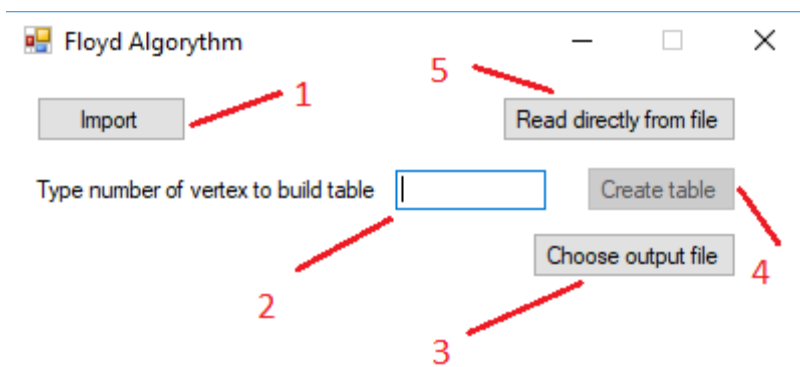 Floyd Algorythm
5
1
Import
Read directly from file
Type number of vertex to build table
Create table
Choose output file
2
4
3